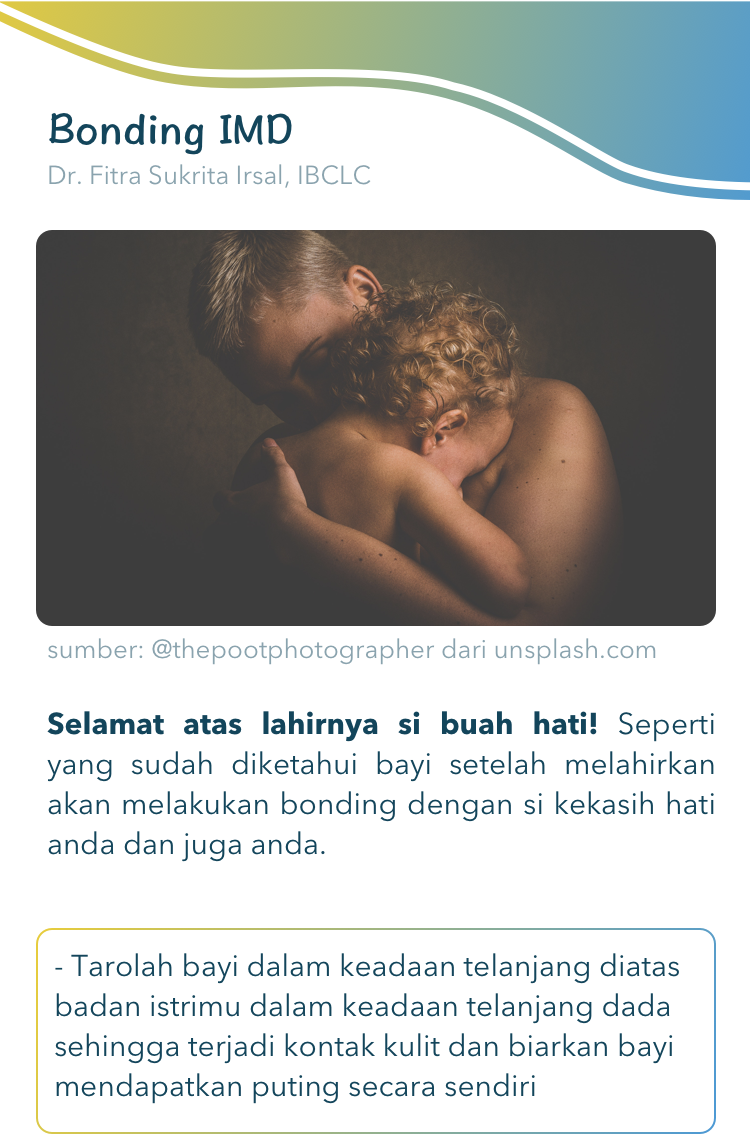 Bonding IMD
Dr. Fitra Sukrita Irsal, IBCLC
sumber: @thepootphotographer dari unsplash.com
Selamat atas lahirnya si buah hati! Seperti
yang sudah diketahui bayi setelah melahirkan
akan melakukan bonding dengan si kekasih hati
anda dan juga anda.
- Tarolah bayi dalam keadaan telanjang diatas
badan istrimu dalam keadaan telanjang dada
sehingga terjadi kontak kulit dan biarkan bayi
mendapatkan puting secara sendiri